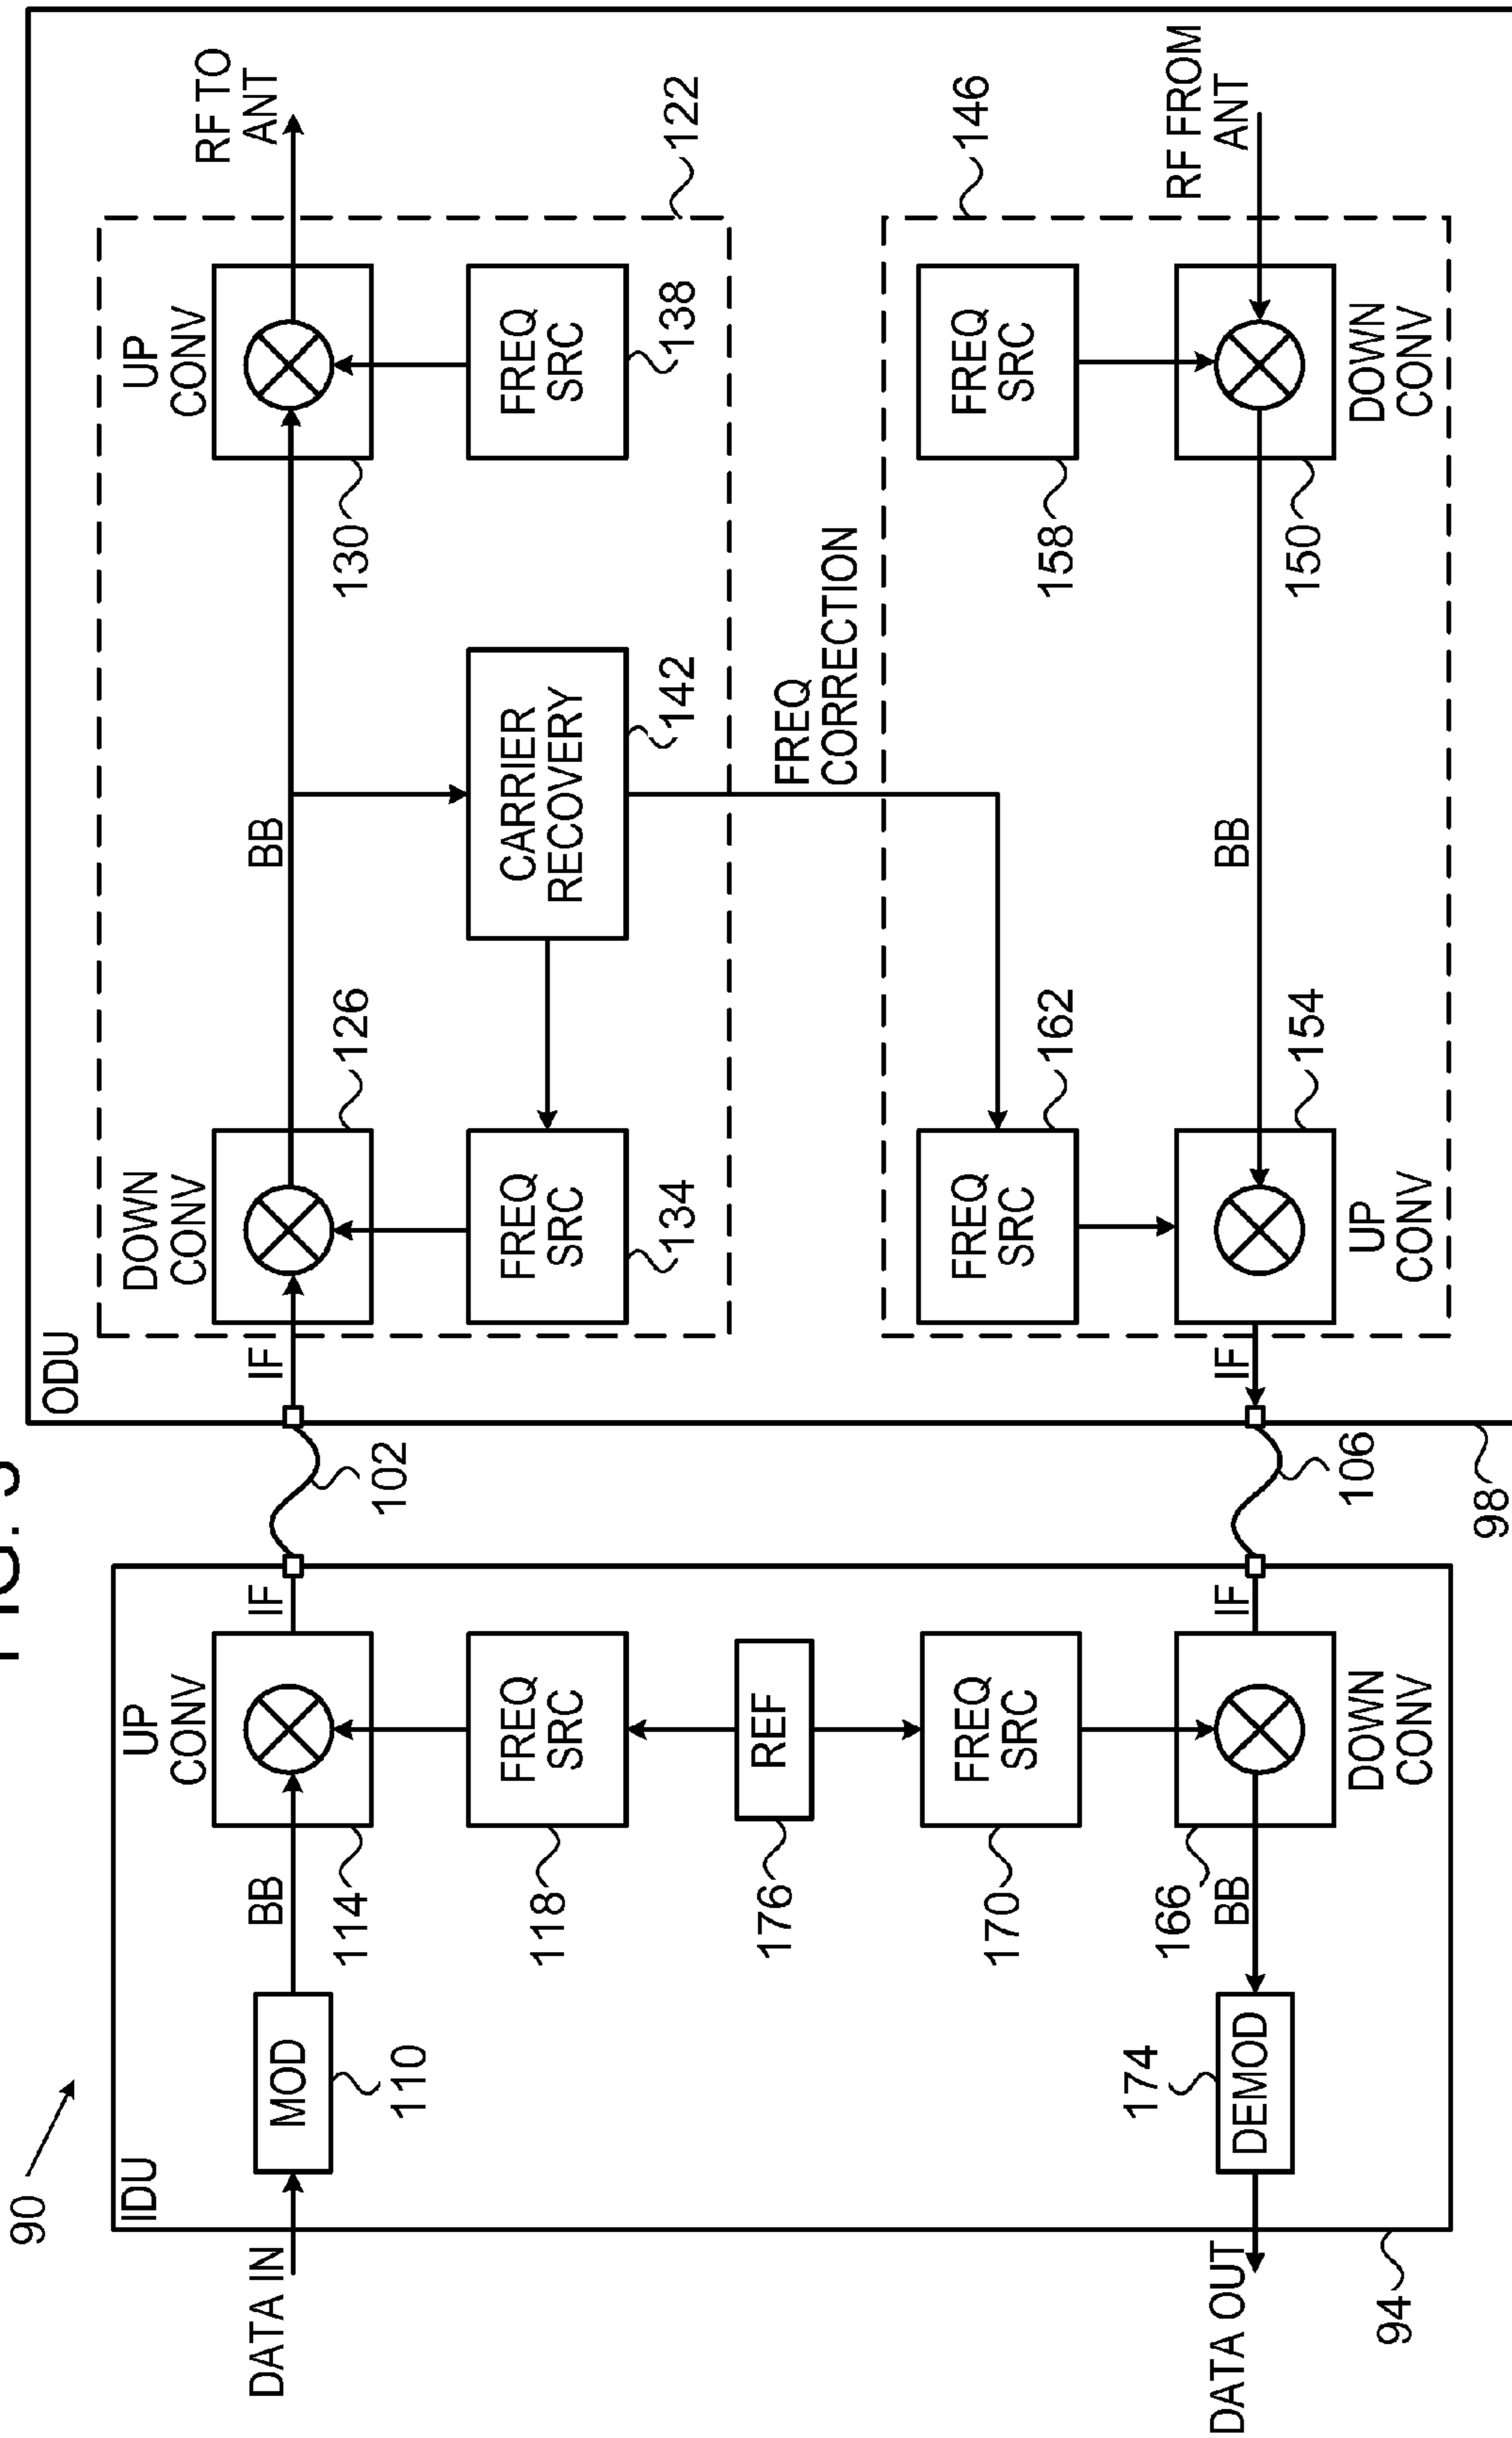 90
IDU
ODU
DATA IN
MOD
110
BB
UP
CONV
114
IF
102
IF
DOWN
CONV
126
BB
UP
CONV
130
RF TO
ANT
FREQ
SRC
118
FREQ
SRC
134
CARRIER
RECOVERY
142
FREQ
SRC
138
122
REF
176
FREQ
CORRECTION
FREQ
SRC
170
FREQ
SRC
162
FREQ
SRC
158
146
DATA OUT
174
DEMOD
BB
166
DOWN
CONV
IF
106
IF
154
UP
CONV
BB
150
DOWN
CONV
RF FROM
ANT
94
98